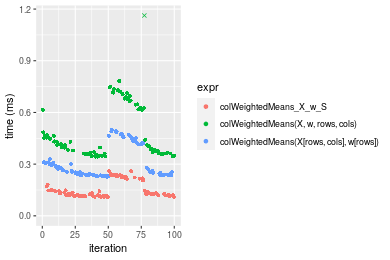 1.2
0.9
0.6
0.3
0.0
time (ms)
0
25
50
75
100
iteration
expr
colWeightedMeans_X_w_S
colWeightedMeans(X, w, rows, cols)
colWeightedMeans(X[rows, cols], w[rows])